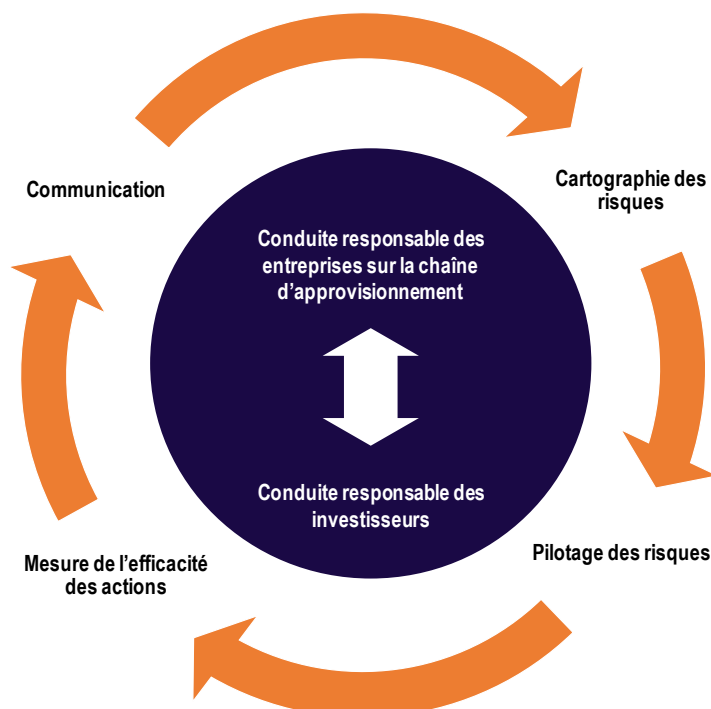 Communication
Cartographie des
risques
Conduite responsable des
entreprises sur la chaîne
d’approvisionnement
Conduite responsable des
investisseurs
Mesure de l’efficacité
des actions
Pilotage des risques